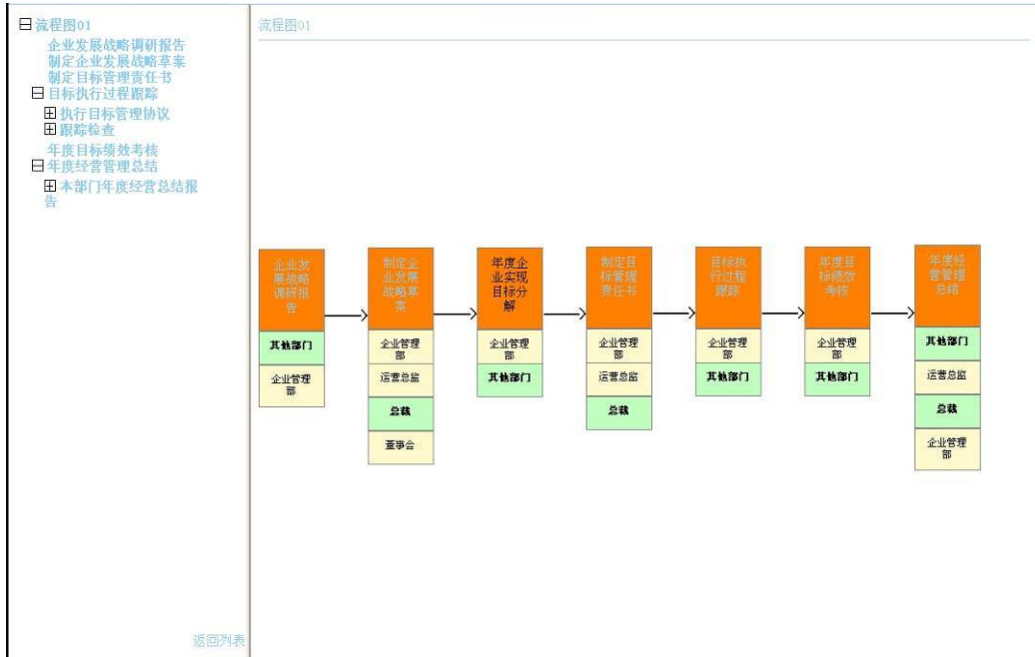 流程图01
企业发展战略调研报告
制定企业发展战略草案
制定目标管理责任书
目标执行过程跟踪
执行目标管理协议
跟踪检查
年度目标绩效考核
年度经营管理总结
本部门年度经营总结报
告
返回列表
流程图01
企业发
展战略
调研报
告
其他部门
企业管理
部
制定企
业发展
战略草
案
企业管理
部
运营总监
总裁
董事会
年度企
业实现
目标分
解
企业管理
部
其他部门
制定目
标管理
责任书
企业管理
部
运营总监
总裁
目标执
行过程
跟踪
企业管理
部
其他部门
年度目
标绩效
考核
企业管理
部
其他部门
年度经
营管理
总结
其他部门
运营总监
总裁
企业管理
部